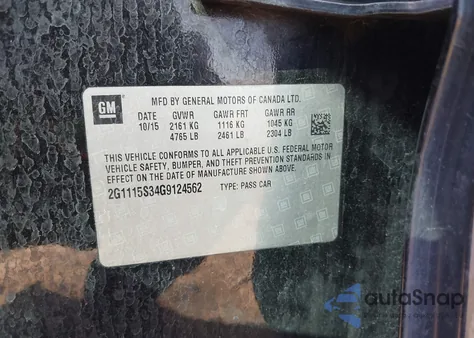 GM
MFD BY GENERAL MOTORS OF CANADA LTD.
DATE GVWR GAWR FRT GAWR RR
10/15 2161 KG 1116 KG 1045 KG
4765 LB 2461 LB 2304 LB
THIS VEHICLE CONFORMS TO ALL APPLICABLE U.S. FEDERAL MOTOR
VEHICLE SAFETY, BUMPER, AND THEFT PREVENTION STANDARDS IN
EFFECT ON THE DATE OF MANUFACTURE SHOWN ABOVE.
2G1115S34G9124562 TYPE: PASS CAR
autoSnap